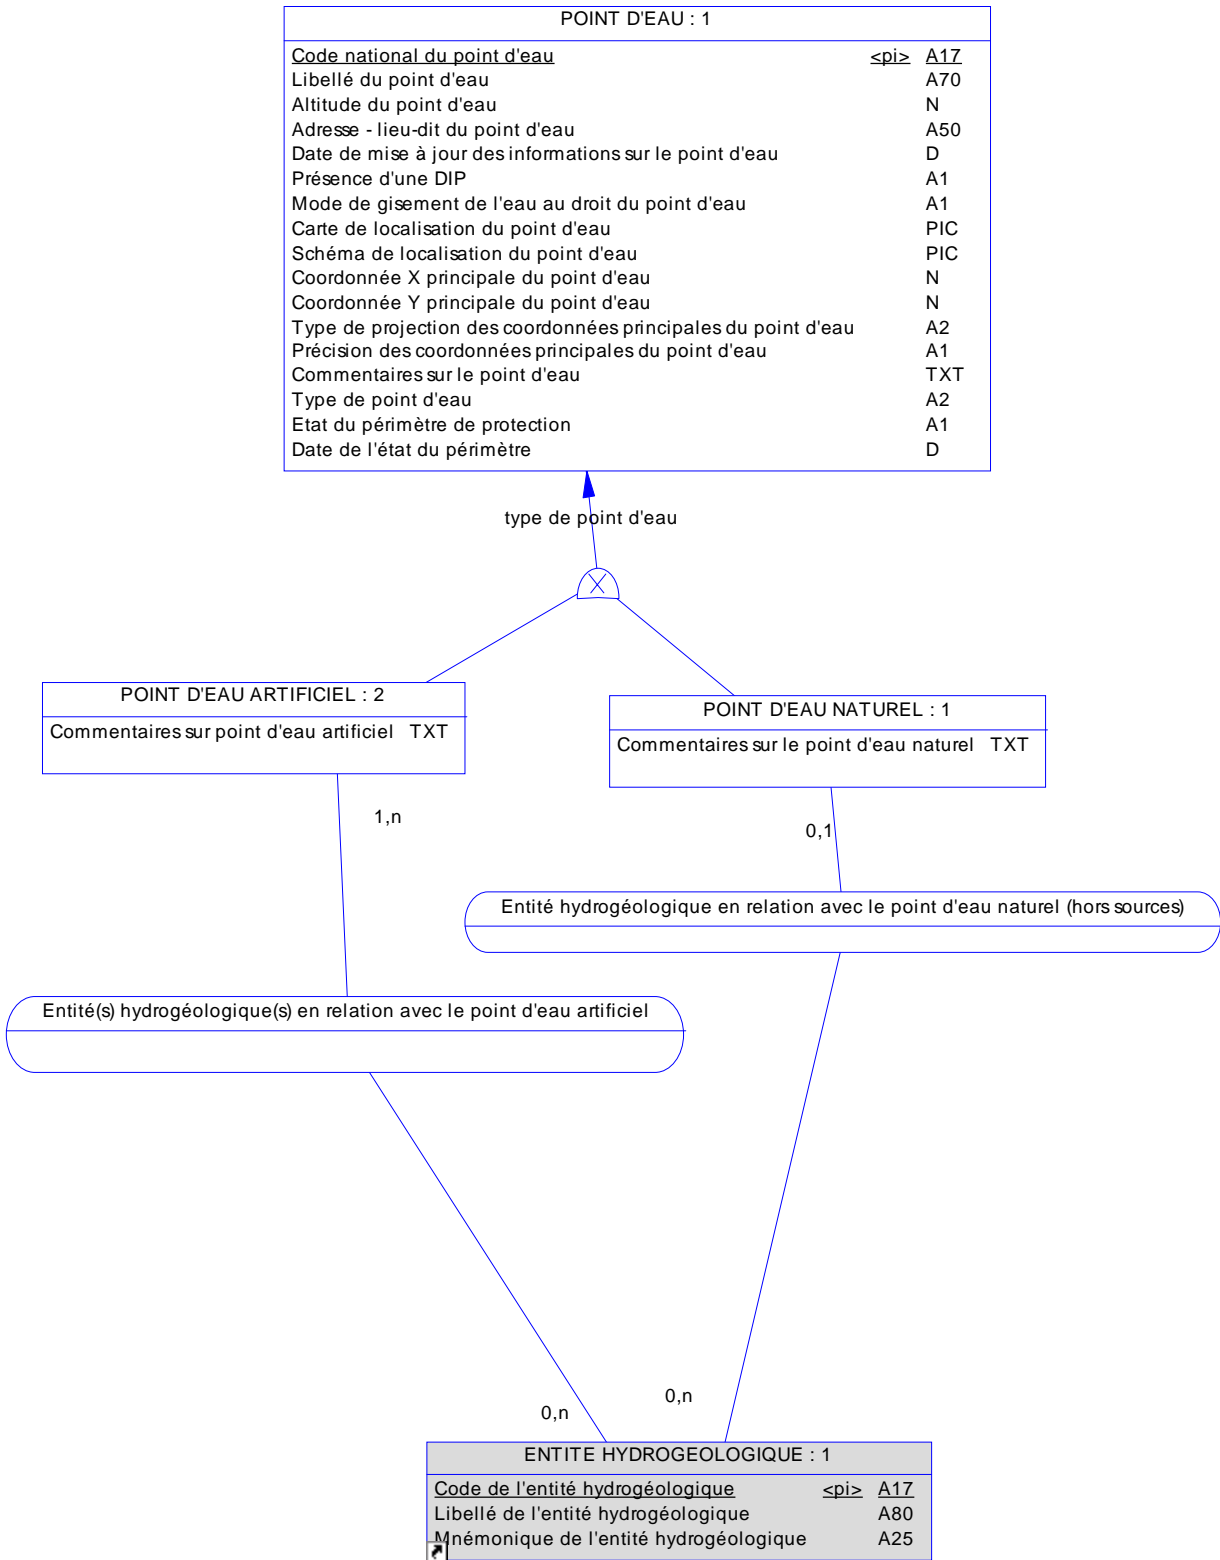 POINT D'EAU : 1
Code national du point d'eau <pi> A17
Libellé du point d'eau A70
Altitude du point d'eau N
Adresse - lieu-dit du point d'eau A50
Date de mise à jour des informations sur le point d'eau D
Présence d'une DIP A1
Mode de gisement de l'eau au droit du point d'eau A1
Carte de localisation du point d'eau PIC
Schéma de localisation du point d'eau PIC
Coordonnée X principale du point d'eau N
Coordonnée Y principale du point d'eau N
Type de projection des coordonnées principales du point d'eau A2
Précision des coordonnées principales du point d'eau A1
Commentaires sur le point d'eau TXT
Type de point d'eau A2
Etat du périmètre de protection A1
Date de l'état du périmètre D
type de point d'eau
POINT D'EAU ARTIFICIEL : 2
Commentaires sur point d'eau artificiel TXT
POINT D'EAU NATUREL : 1
Commentaires sur le point d'eau naturel TXT
1,n
0,1
Entité hydrogéologique en relation avec le point d'eau naturel (hors sources)
Entité(s) hydrogéologique(s) en relation avec le point d'eau artificiel
0,n
0,n
ENTITE HYDROGEOLOGIQUE : 1
Code de l'entité hydrogéologique <pi> A17
Libellé de l'entité hydrogéologique A80
Mnémonique de l'entité hydrogéologique A25